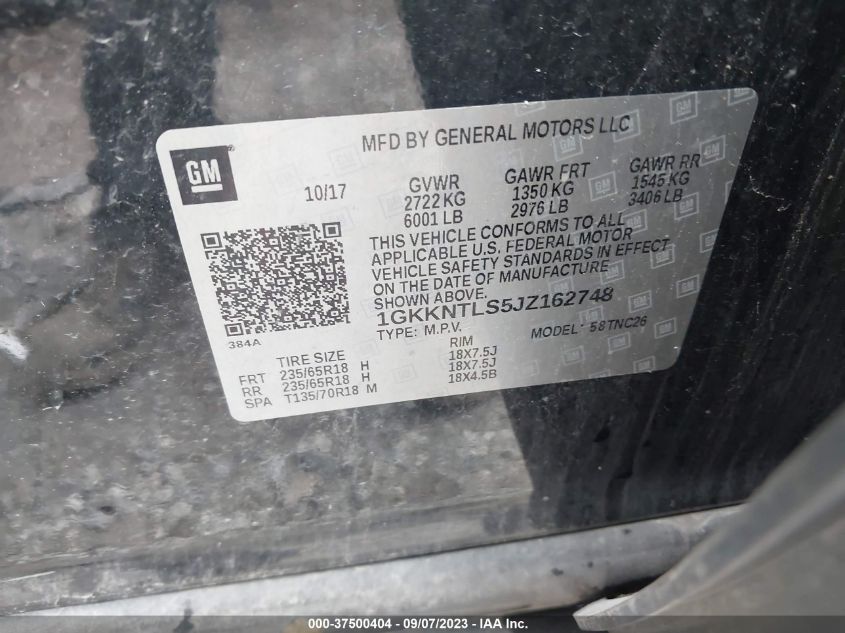 MFD BY GENERAL MOTORS LLC
GM
10/17
GVWR
2722 KG
6001 LB
GAWR FRT
1350 KG
2976 LB
GAWR RR
1545 KG
3406 LB
THIS VEHICLE CONFORMS TO ALL
APPLICABLE U.S. FEDERAL MOTOR
VEHICLE SAFETY STANDARDS IN EFFECT
ON THE DATE OF MANUFACTURE
SHOWN ABOVE.
1GKKNTLS5JZ162748
TYPE: M.P.V.
MODEL: 58TNC26
384A
TIRE SIZE RIM
FRT 235/65R18 H 18X7.5J
RR 235/65R18 H 18X7.5J
SPA T135/70R18 M 18X4.5B
000-37500404 - 09/07/2023 - © IAA Inc.